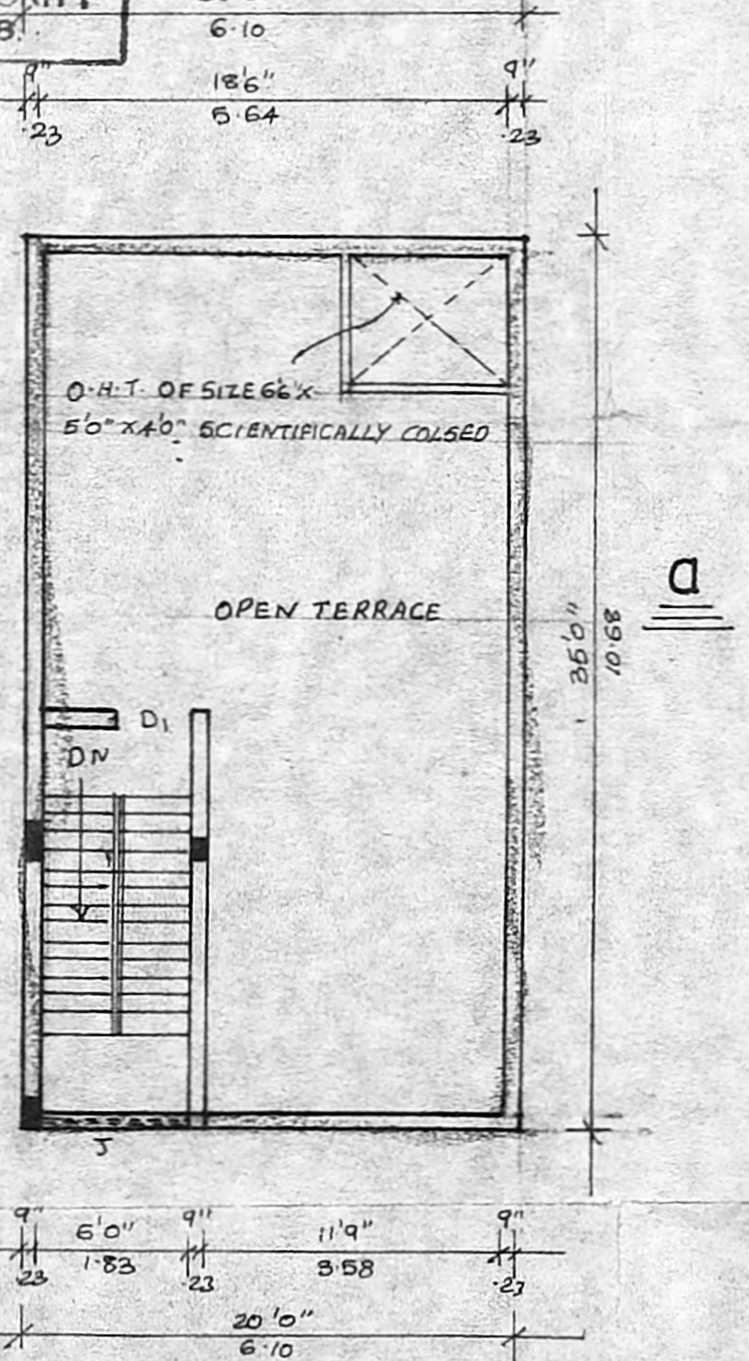 6.10
9" 18'6" 9"
.23 5.64 .23
O.H.T. OF SIZE 6'6"X
5'0"X4'0" SCIENTIFICALLY COLSED
OPEN TERRACE
a
35'0"
10.68
D1
DN
J
9" 6'0" 9" 11'9" 9"
.23 1.83 .23 3.58 .23
20'0"
6.10